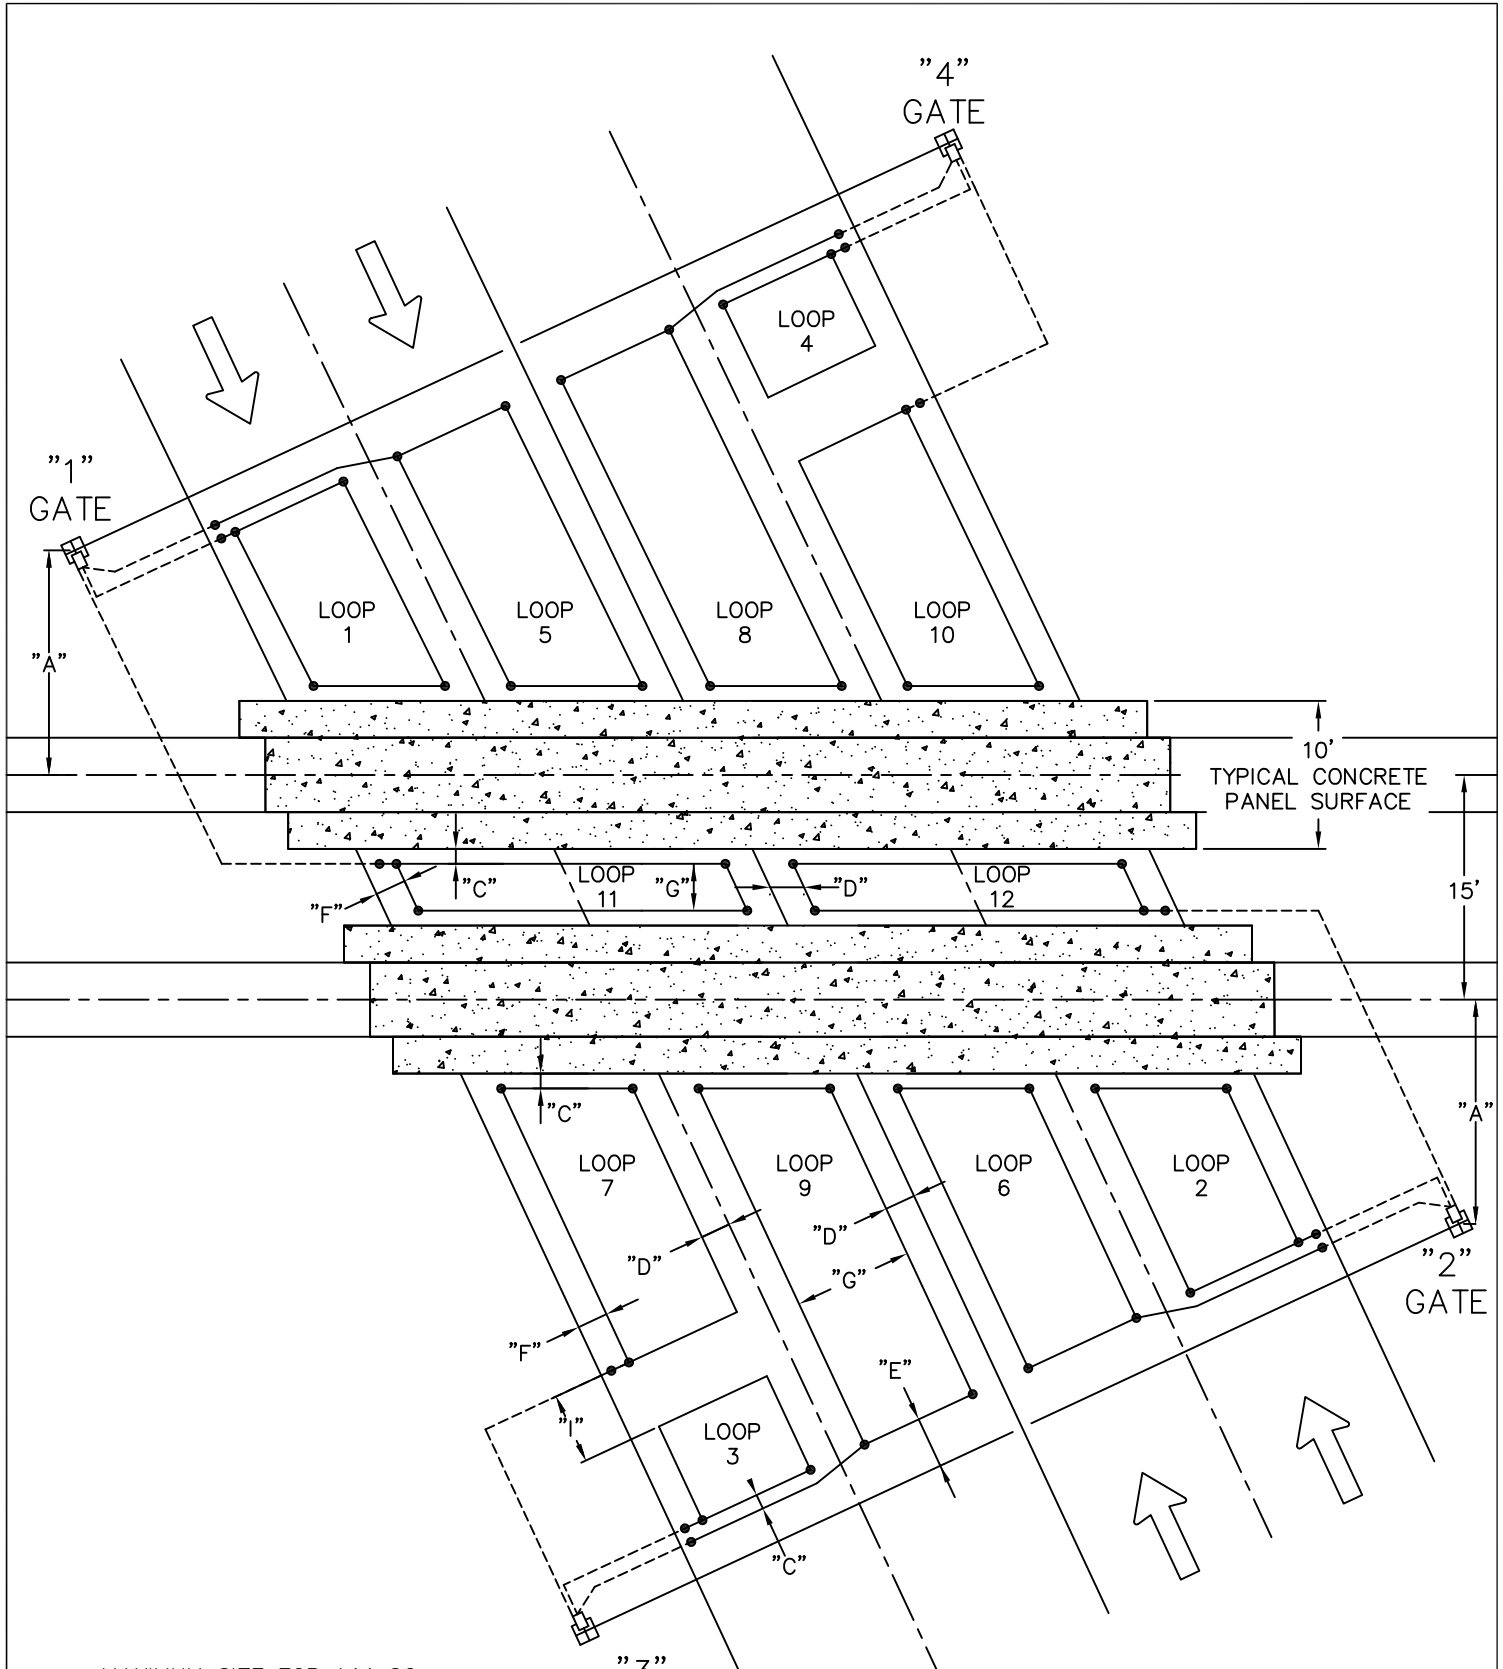 "4"
GATE
LOOP
4
"1"
GATE
LOOP
1
LOOP
5
LOOP
8
LOOP
10
"A"
10'
TYPICAL CONCRETE
PANEL SURFACE
"F"
"C"
LOOP
11
"G"
"D"
LOOP
12
15'
"C"
"A"
LOOP
7
LOOP
9
LOOP
6
LOOP
2
"D"
"D"
"G"
"2"
GATE
"F"
"E"
"I"
LOOP
3
"C"
"3"